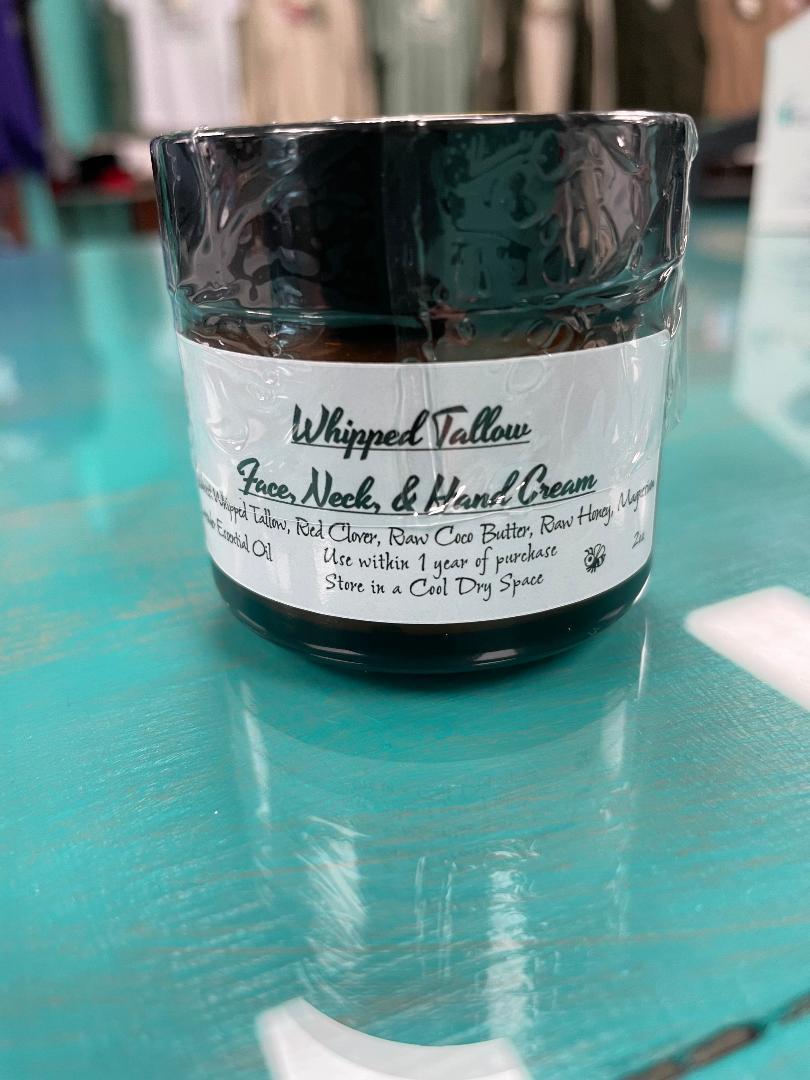 Whipped Tallow
Face, Neck, & Hand Cream
Whipped Tallow, Red Clover, Raw Coco Butter, Raw Honey,
Essential Oil
Use within 1 year of purchase
Store in a Cool Dry Space